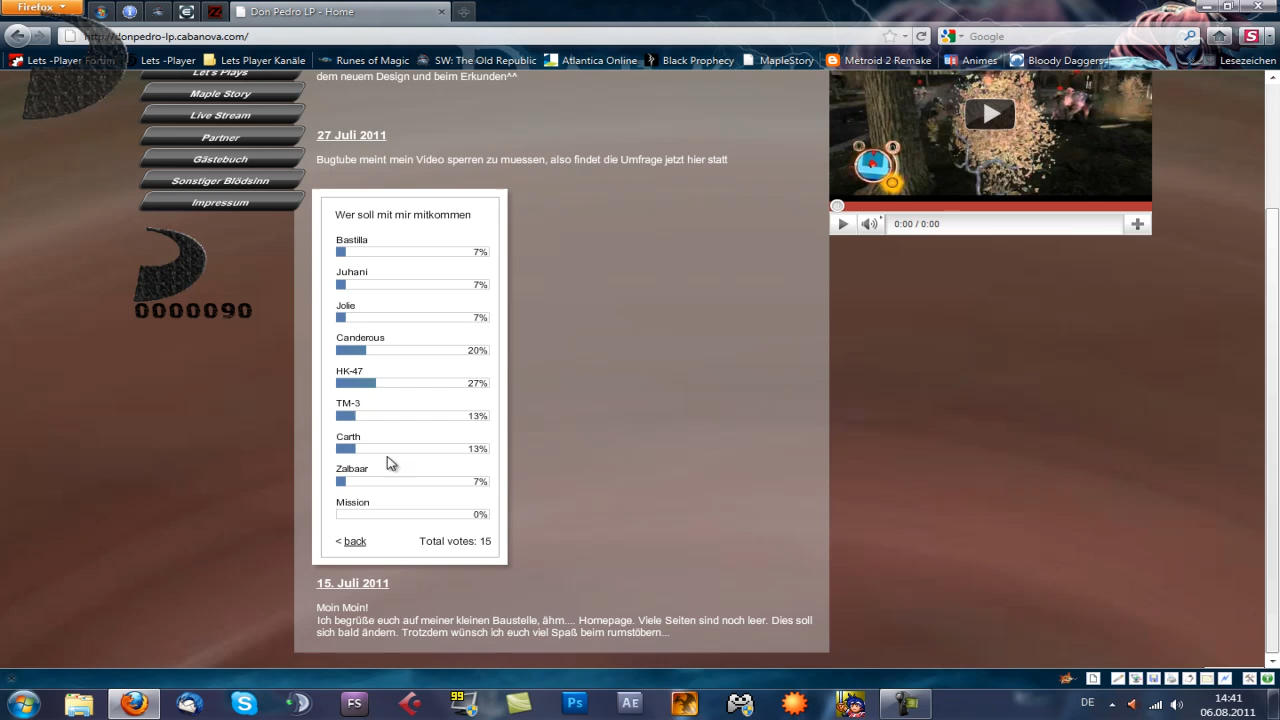 Firefox
Don Pedro LP - Home
http://donpedro-lp.cabanova.com/
Google
Lets -Player Forum
Lets -Player
Lets Player Kanäle
Runes of Magic
SW: The Old Republic
Atlantica Online
Black Prophecy
MapleStory
Metroid 2 Remake
Animes
Bloody Daggers
Lesezeichen
Let's Plays
Maple Story
Live Stream
Partner
Gästebuch
Sonstiger Blödsinn
Impressum
0000090
dem neuem Design und beim Erkunden^^
27 Juli 2011
Bugtube meint mein Video sperren zu muessen, also findet die Umfrage jetzt hier statt
Wer soll mit mir mitkommen
Bastilla
7%
Juhani
7%
Jolie
7%
Canderous
20%
HK-47
27%
TM-3
13%
Carth
13%
Zalbaar
7%
Mission
0%
< back Total votes: 15
15. Juli 2011
Moin Moin!
Ich begrüße euch auf meiner kleinen Baustelle, ähm.... Homepage. Viele Seiten sind noch leer. Dies soll
sich bald ändern. Trotzdem wünsch ich euch viel Spaß beim rumstöbern...
0:00 / 0:00
FS
99
Ps
AE
DE
14:41
06.08.2011